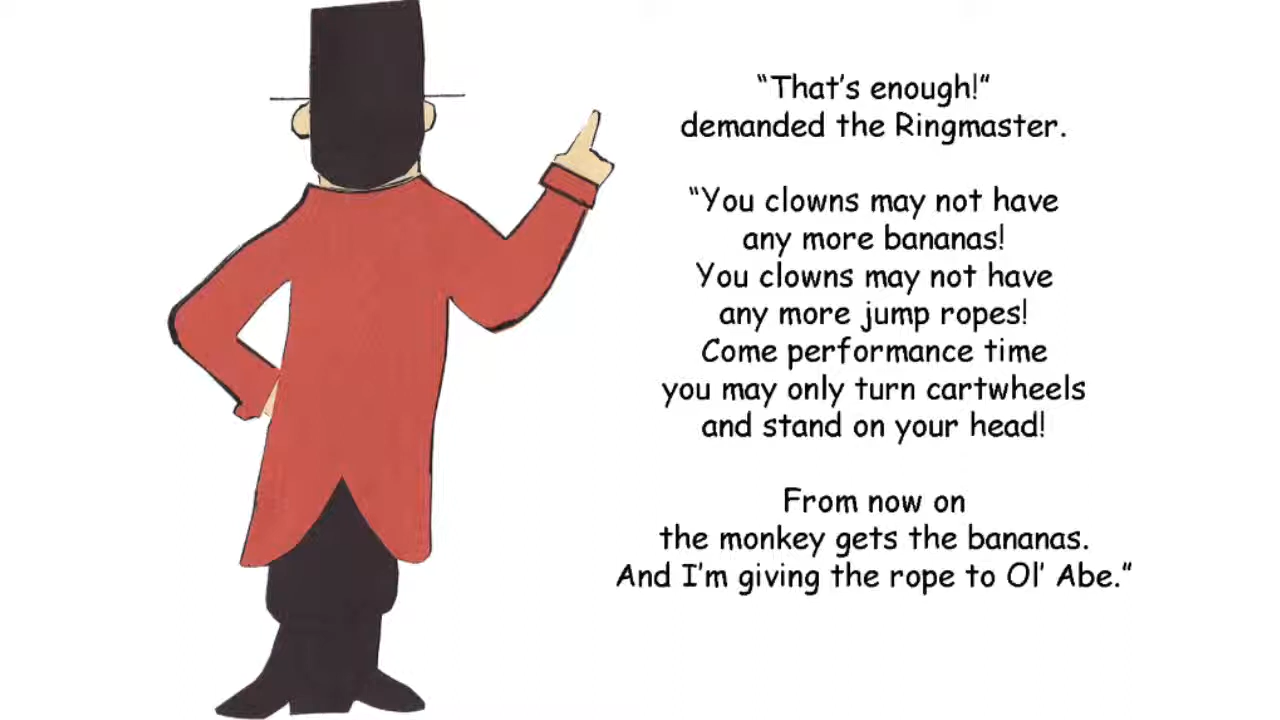 “That’s enough!”
demanded the Ringmaster.
“You clowns may not have
any more bananas!
You clowns may not have
any more jump ropes!
Come performance time
you may only turn cartwheels
and stand on your head!
From now on
the monkey gets the bananas.
And I’m giving the rope to Ol’ Abe.”